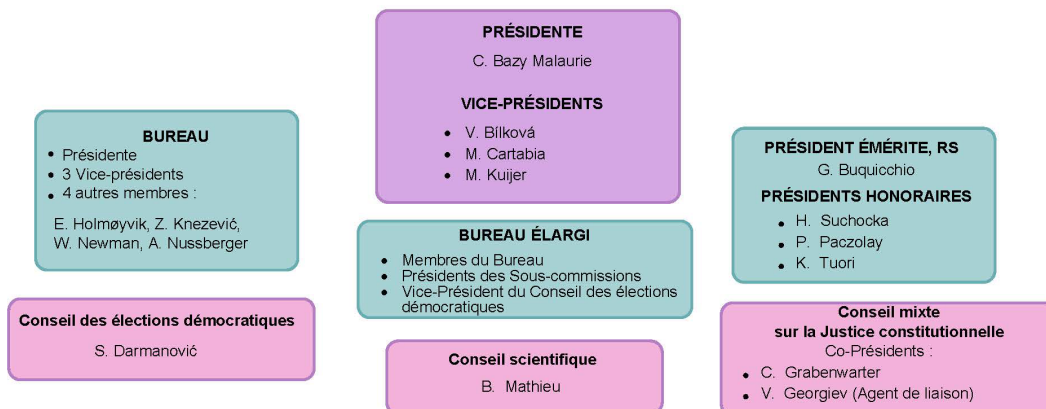 PRÉSIDENTE
C. Bazy Malaurie
VICE-PRÉSIDENTS
• V. Bílková
• M. Cartabia
• M. Kuijer
BUREAU
• Présidente
• 3 Vice-présidents
• 4 autres membres :
E. Holmøyvik, Z. Knezević,
W. Newman, A. Nussberger
PRÉSIDENT ÉMÉRITE, RS
G. Buquicchio
PRÉSIDENTS HONORAIRES
• H. Suchocka
• P. Paczolay
• K. Tuori
BUREAU ÉLARGI
• Membres du Bureau
• Présidents des Sous-commissions
• Vice-Président du Conseil des élections
démocratiques
Conseil des élections démocratiques
S. Darmanović
Conseil scientifique
B. Mathieu
Conseil mixte
sur la Justice constitutionnelle
Co-Présidents :
• C. Grabenwarter
• V. Georgiev (Agent de liaison)